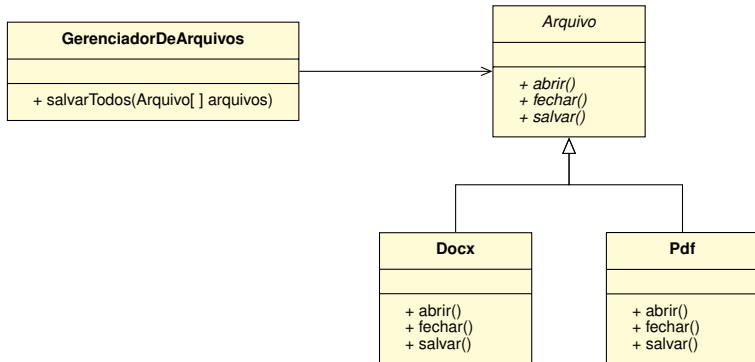 GerenciadorDeArquivos
+ salvarTodos(Arquivo[ ] arquivos)
Arquivo
+ abrir()
+ fechar()
+ salvar()
Docx
+ abrir()
+ fechar()
+ salvar()
Pdf
+ abrir()
+ fechar()
+ salvar()